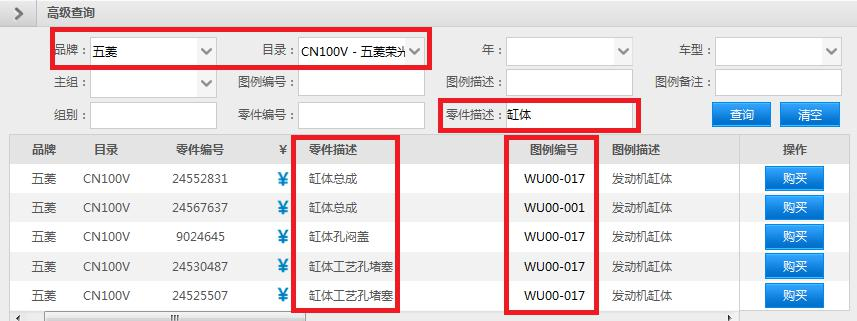 高级查询
品牌： 五菱 目录： CN100V - 五菱荣光 年： 车型：
主组： 图例编号： 图例描述： 图例备注：
组别： 零件编号： 零件描述： 缸体 查询 清空
品牌 目录 零件编号 ¥ 零件描述 图例编号 图例描述 操作
五菱 CN100V 24552831 ¥ 缸体总成 WU00-017 发动机缸体 购买
五菱 CN100V 24567637 ¥ 缸体总成 WU00-001 发动机缸体 购买
五菱 CN100V 9024645 ¥ 缸体孔闷盖 WU00-017 发动机缸体 购买
五菱 CN100V 24530487 ¥ 缸体工艺孔堵塞 WU00-017 发动机缸体 购买
五菱 CN100V 24525507 ¥ 缸体工艺孔堵塞 WU00-017 发动机缸体 购买